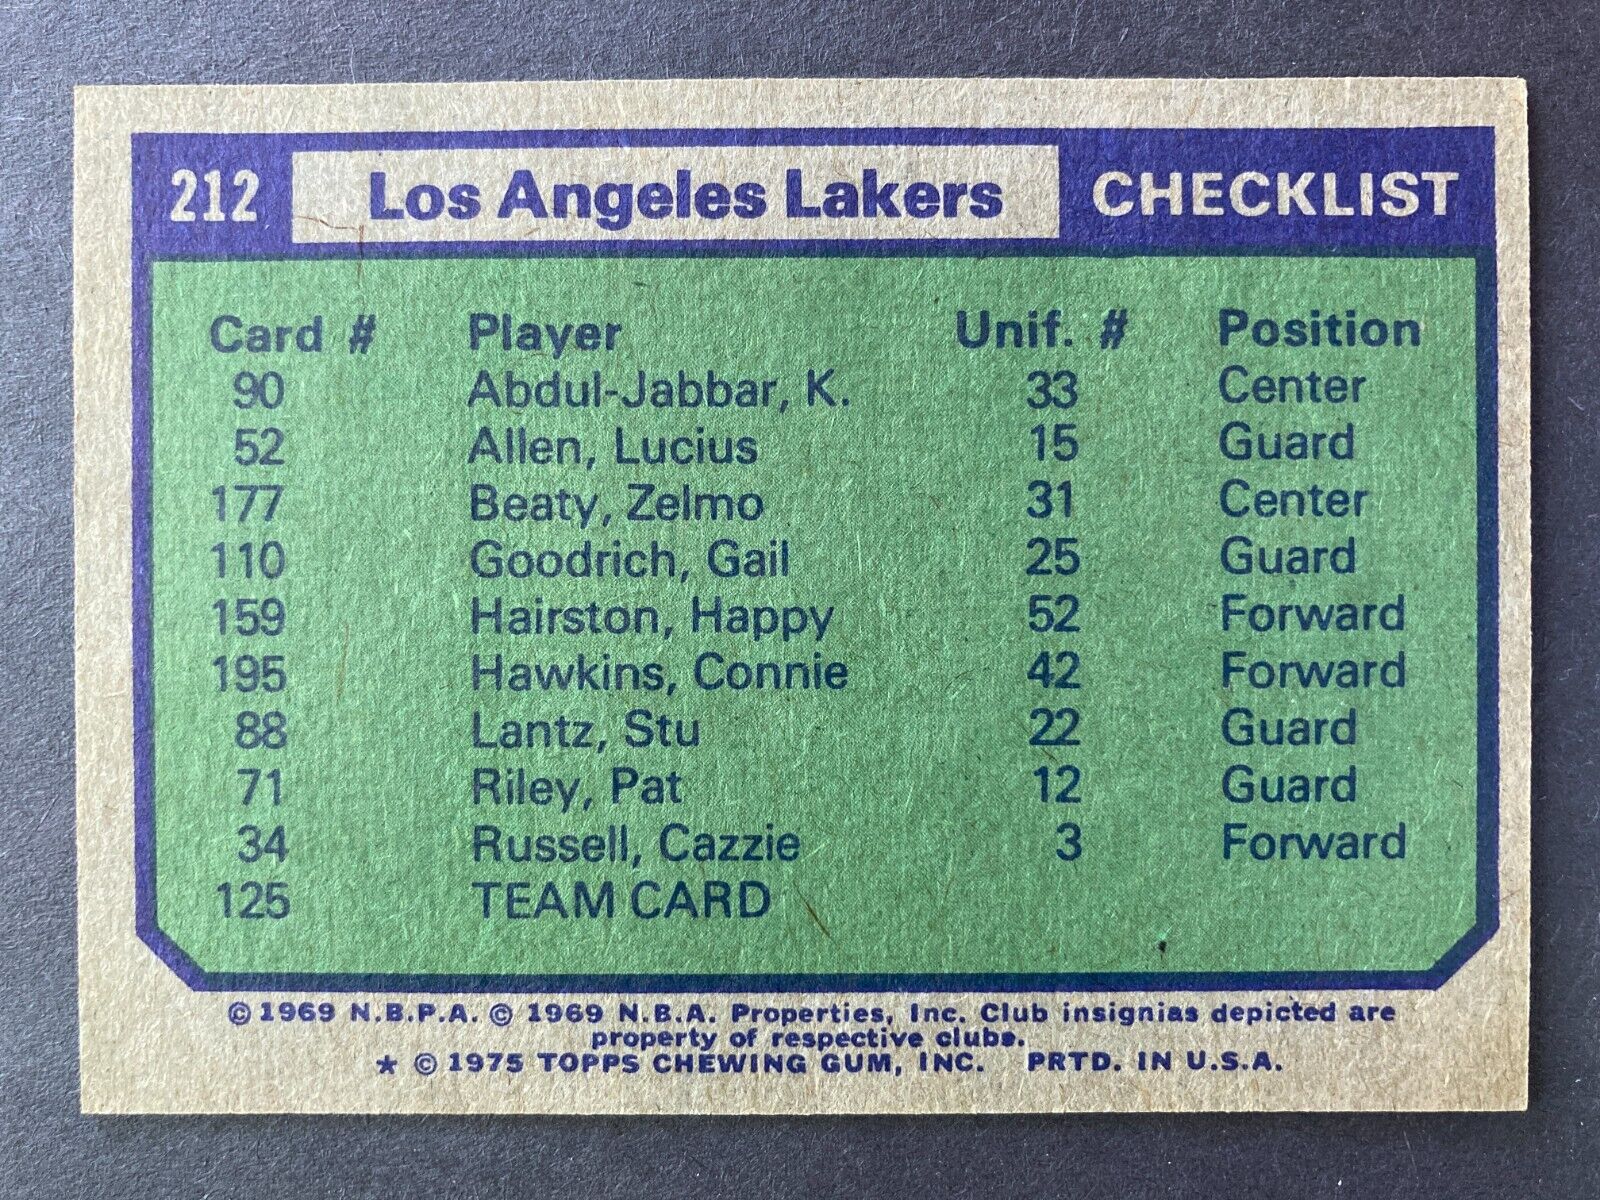 212 Los Angeles Lakers CHECKLIST
Card # Player Unif. # Position
90 Abdul-Jabbar, K. 33 Center
52 Allen, Lucius 15 Guard
177 Beaty, Zelmo 31 Center
110 Goodrich, Gail 25 Guard
159 Hairston, Happy 52 Forward
195 Hawkins, Connie 42 Forward
88 Lantz, Stu 22 Guard
71 Riley, Pat 12 Guard
34 Russell, Cazzie 3 Forward
125 TEAM CARD
© 1969 N.B.P.A. © 1969 N.B.A. Properties, Inc. Club insignias depicted are
property of respective clubs.
* © 1975 TOPPS CHEWING GUM, INC. PRTD. IN U.S.A.